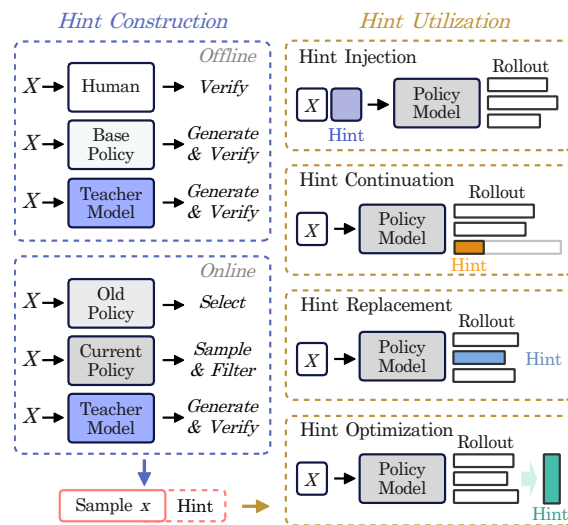 Hint Construction
Offline
X
Human
Verify
X
Base
Policy
Generate
& Verify
X
Teacher
Model
Generate
& Verify
Online
X
Old
Policy
Select
X
Current
Policy
Sample
& Filter
X
Teacher
Model
Generate
& Verify
Sample x
Hint
Hint Utilization
Hint Injection
Rollout
X
Policy
Model
Hint
Hint Continuation
Rollout
X
Policy
Model
Hint
Hint Replacement
Rollout
X
Policy
Model
Hint
Hint Optimization
Rollout
X
Policy
Model
Hint